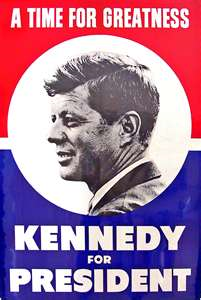 A TIME FOR GREATNESS
KENNEDY
FOR
PRESIDENT